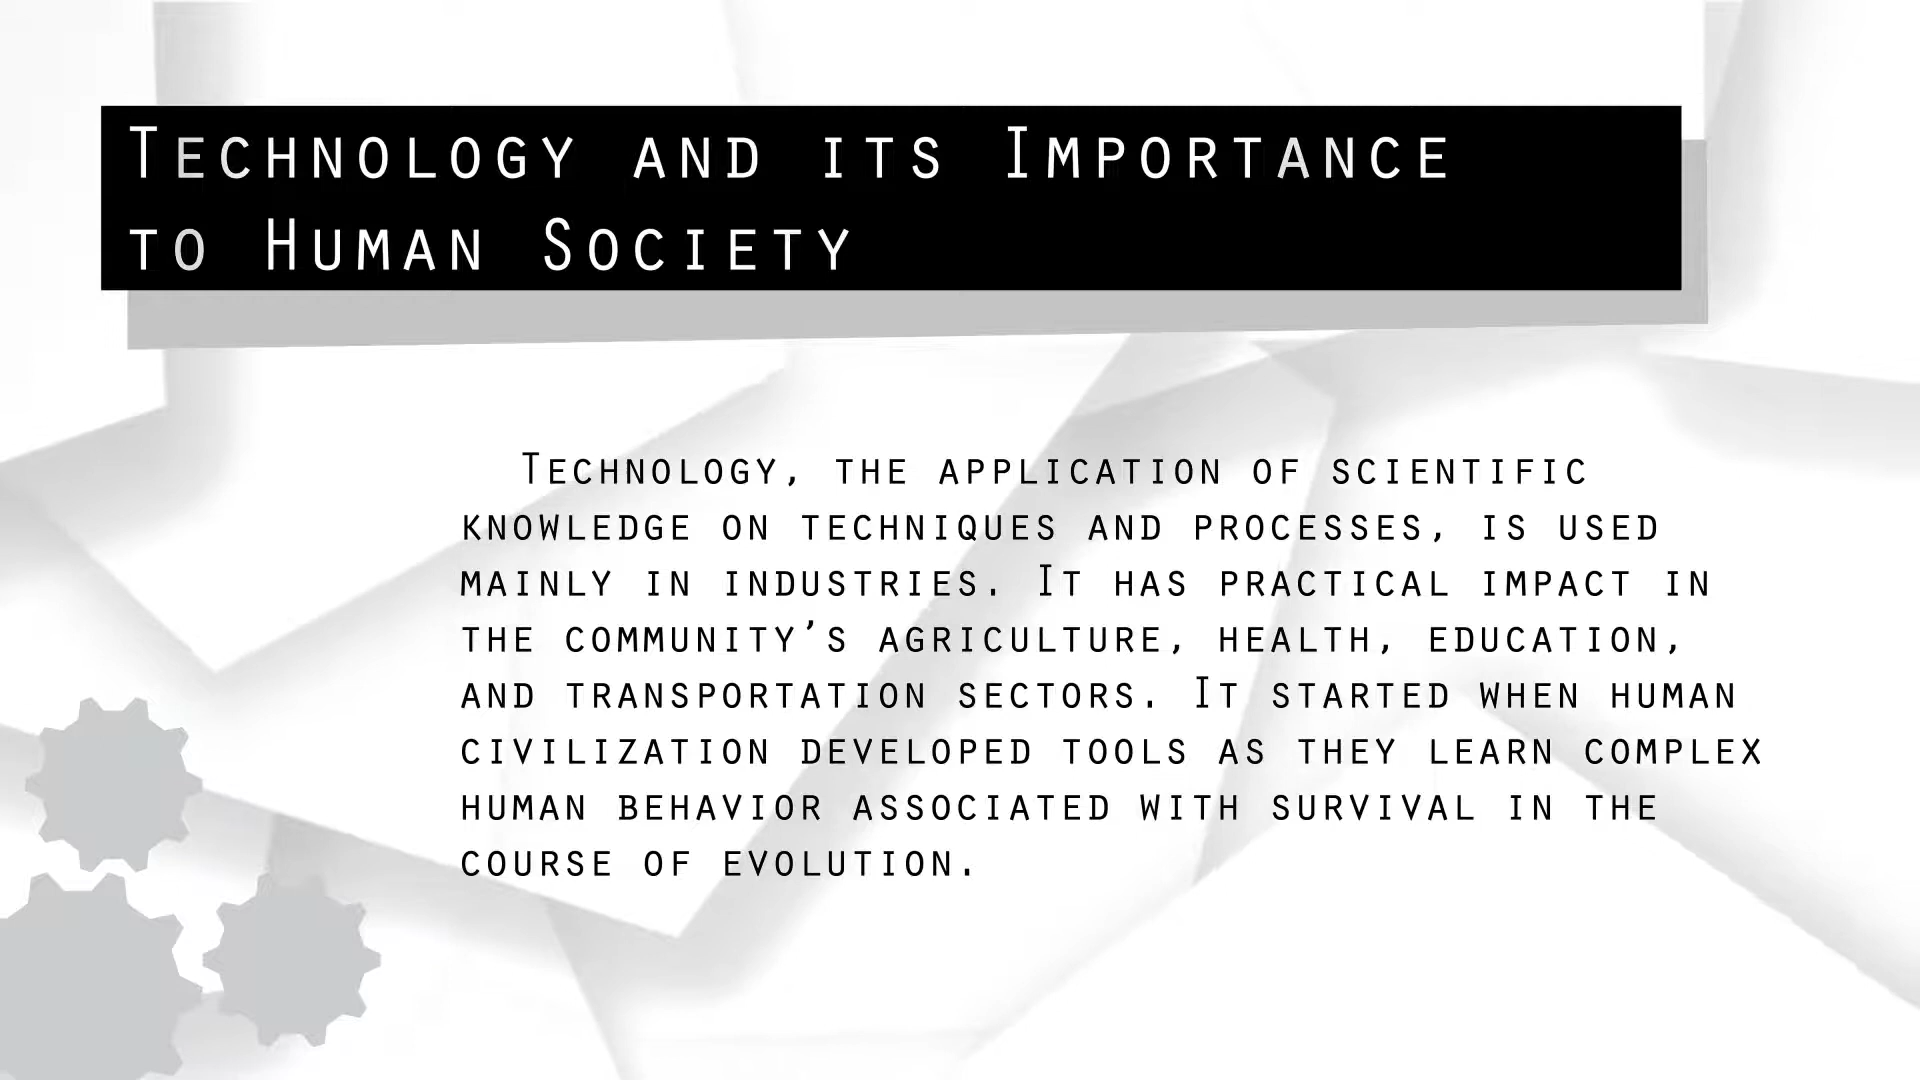 Technology and its Importance
to Human Society
Technology, the application of scientific
knowledge on techniques and processes, is used
mainly in industries. It has practical impact in
the community’s agriculture, health, education,
and transportation sectors. It started when human
civilization developed tools as they learn complex
human behavior associated with survival in the
course of evolution.